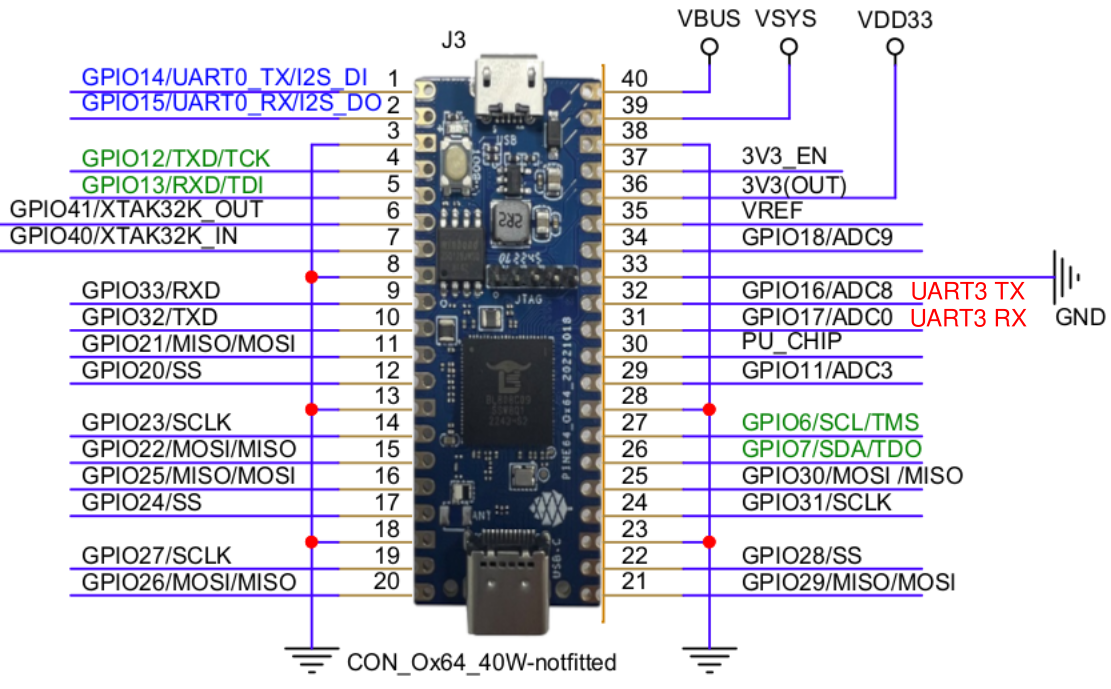 VBUS VSYS VDD33
J3
GPIO14/UART0_TX/I2S_DI 1 40
GPIO15/UART0_RX/I2S_DO 2 39
3 38
GPIO12/TXD/TCK 4 37 3V3_EN
GPIO13/RXD/TDI 5 36 3V3(OUT)
GPIO41/XTAK32K_OUT 6 35 VREF
GPIO40/XTAK32K_IN 7 34 GPIO18/ADC9
8 33
GPIO33/RXD 9 32 GPIO16/ADC8 UART3 TX
GPIO32/TXD 10 31 GPIO17/ADC0 UART3 RX
GND
GPIO21/MISO/MOSI 11 30 PU_CHIP
GPIO20/SS 12 29 GPIO11/ADC3
13 28
GPIO23/SCLK 14 27 GPIO6/SCL/TMS
GPIO22/MOSI/MISO 15 26 GPIO7/SDA/TDO
GPIO25/MISO/MOSI 16 25 GPIO30/MOSI /MISO
GPIO24/SS 17 24 GPIO31/SCLK
18 23
GPIO27/SCLK 19 22 GPIO28/SS
GPIO26/MOSI/MISO 20 21 GPIO29/MISO/MOSI
CON_Ox64_40W-notfitted
USB
BOOT
2R2
JTAG
PINE64_Ox64_20221018
ANT
USB-C